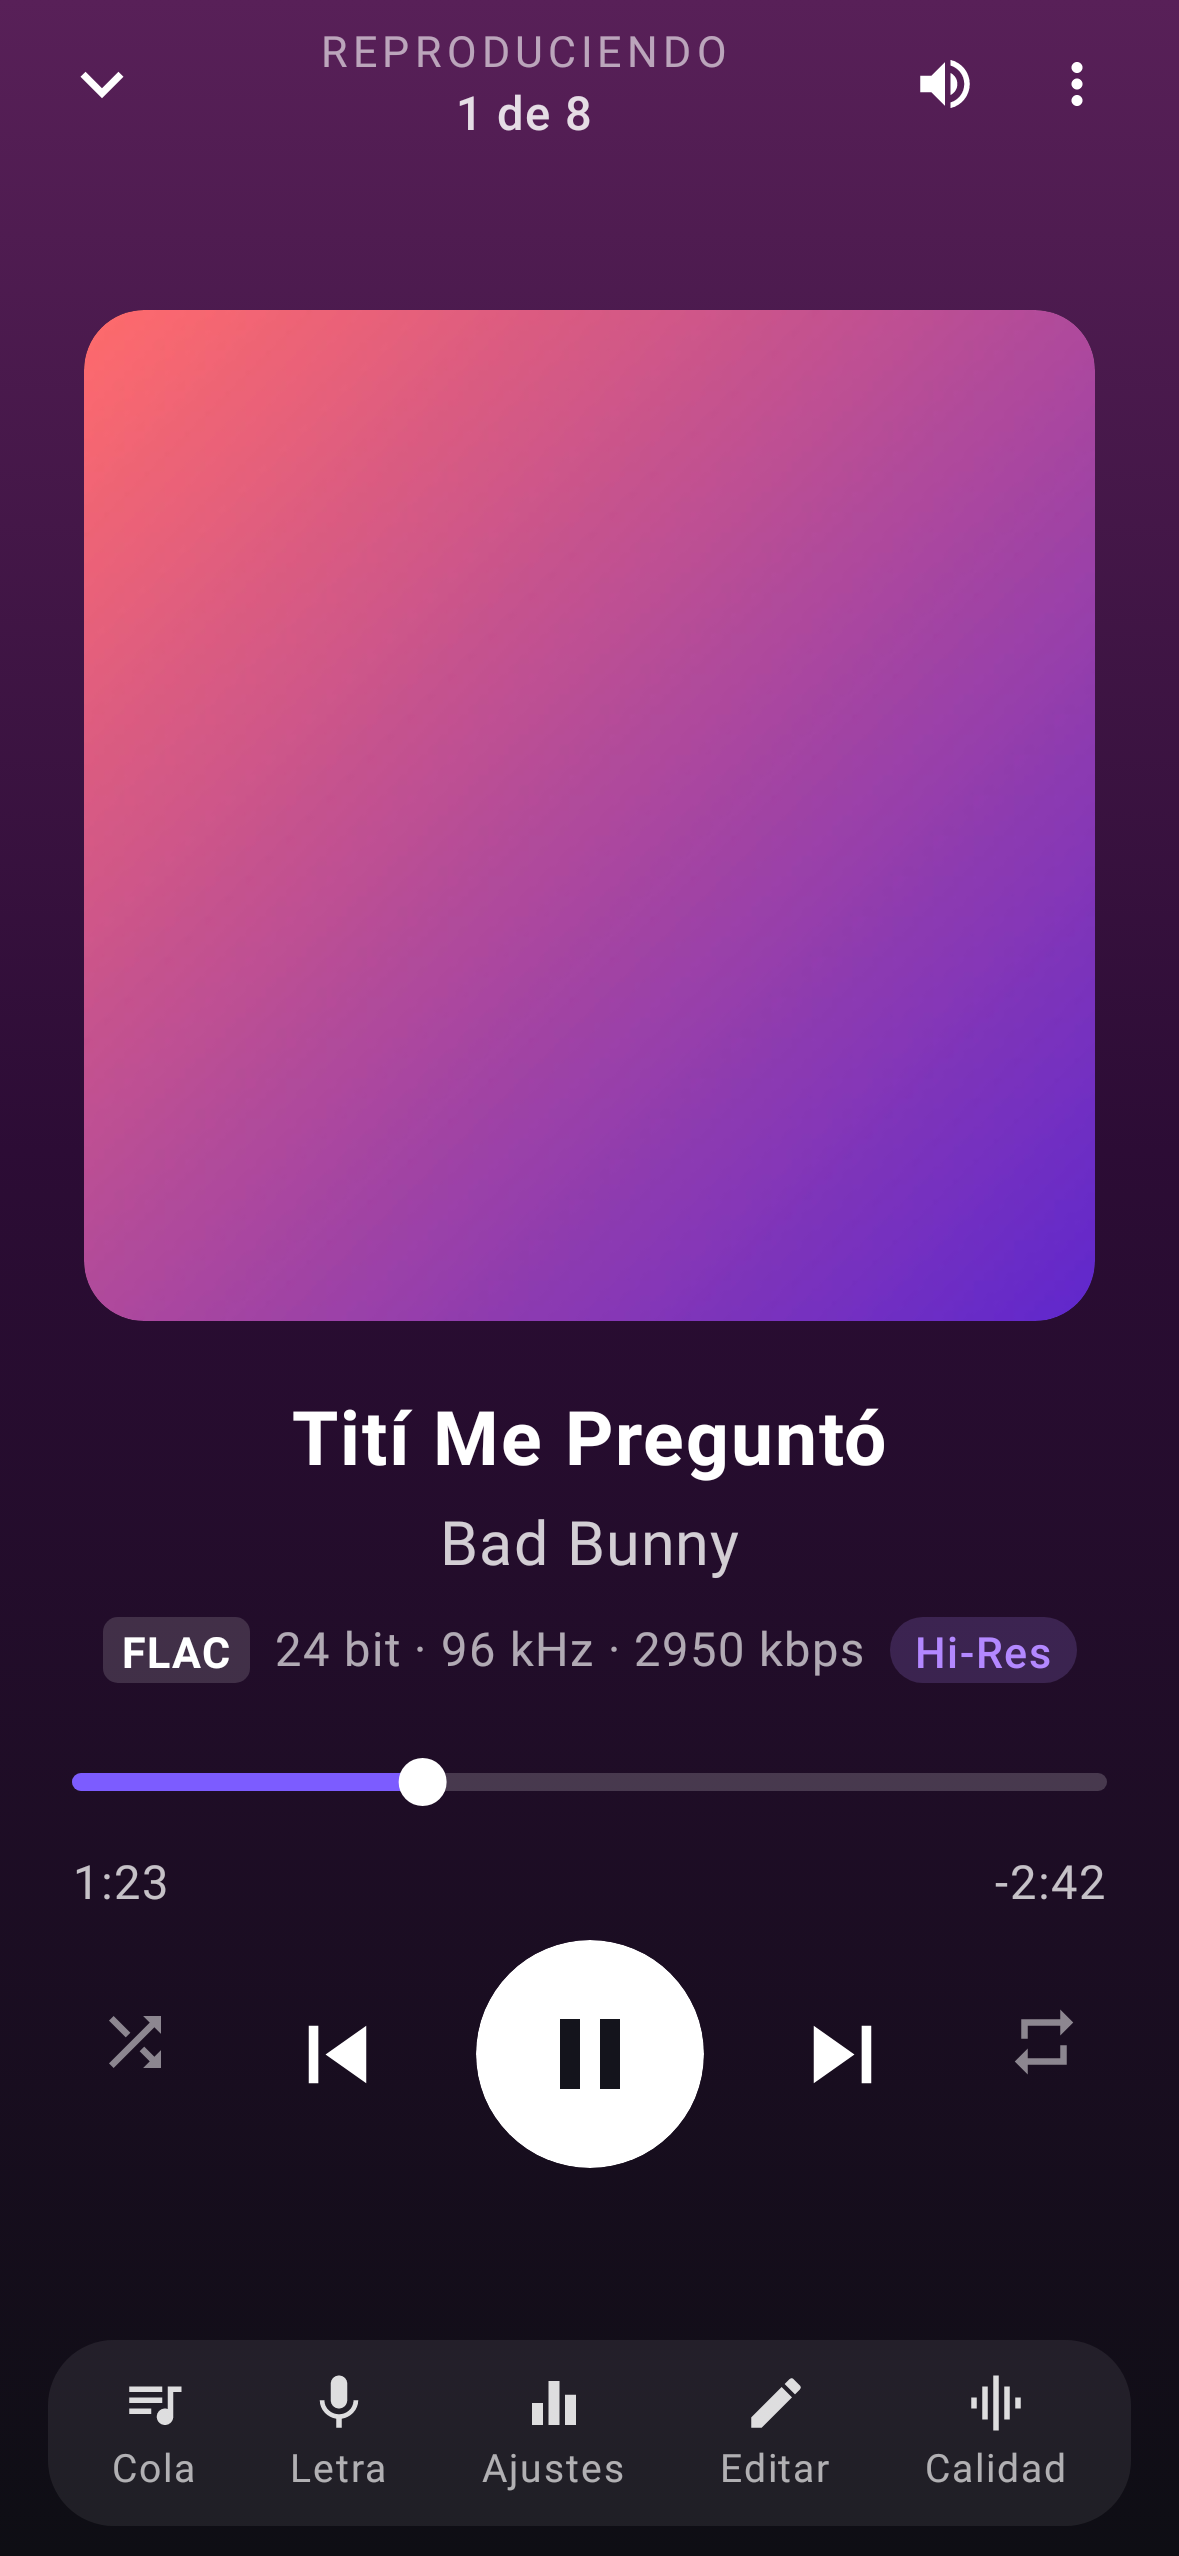 REPRODUCIENDO
1 de 8
Tití Me Preguntó
Bad Bunny
FLAC 24 bit · 96 kHz · 2950 kbps Hi-Res
1:23 -2:42
Cola Letra Ajustes Editar Calidad